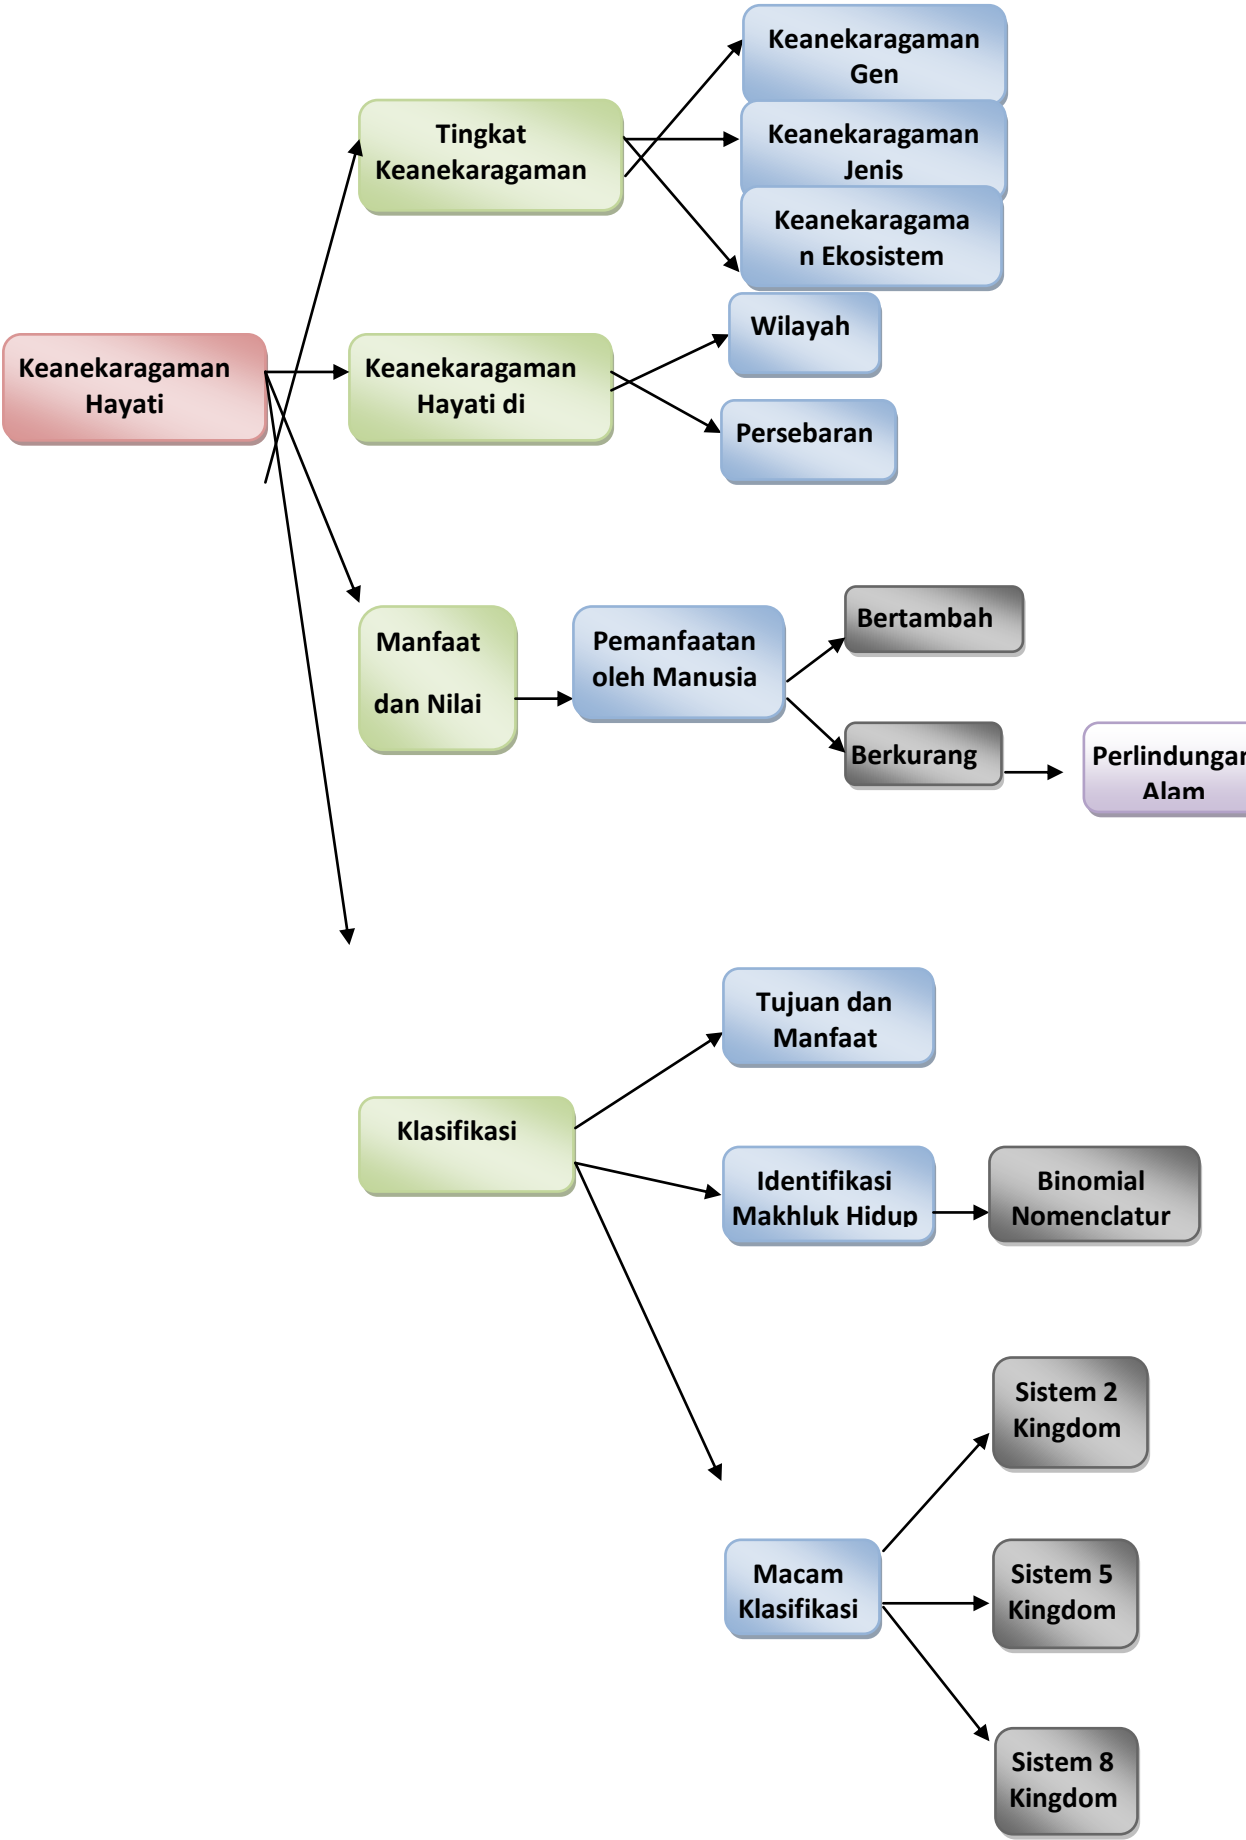 Keanekaragaman
Gen
Tingkat
Keanekaragaman
Keanekaragaman
Jenis
Keanekaragama
n Ekosistem
Keanekaragaman
Hayati
Keanekaragaman
Hayati di
Wilayah
Persebaran
Manfaat
dan Nilai
Pemanfaatan
oleh Manusia
Bertambah
Berkurang
Perlindungan
Alam
Klasifikasi
Tujuan dan
Manfaat
Identifikasi
Makhluk Hidup
Binomial
Nomenclatur
Macam
Klasifikasi
Sistem 2
Kingdom
Sistem 5
Kingdom
Sistem 8
Kingdom